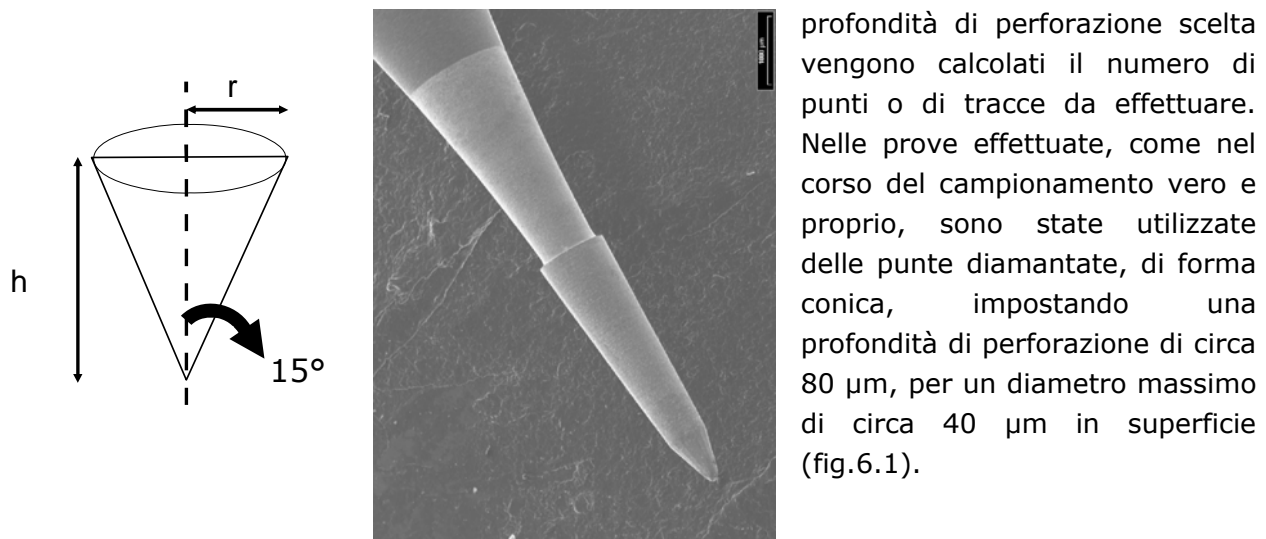 r
h
15°
profondità di perforazione scelta
vengono calcolati il numero di
punti o di tracce da effettuare.
Nelle prove effettuate, come nel
corso del campionamento vero e
proprio, sono state utilizzate
delle punte diamantate, di forma
conica, impostando una
profondità di perforazione di circa
80 µm, per un diametro massimo
di circa 40 µm in superficie
(fig.6.1).